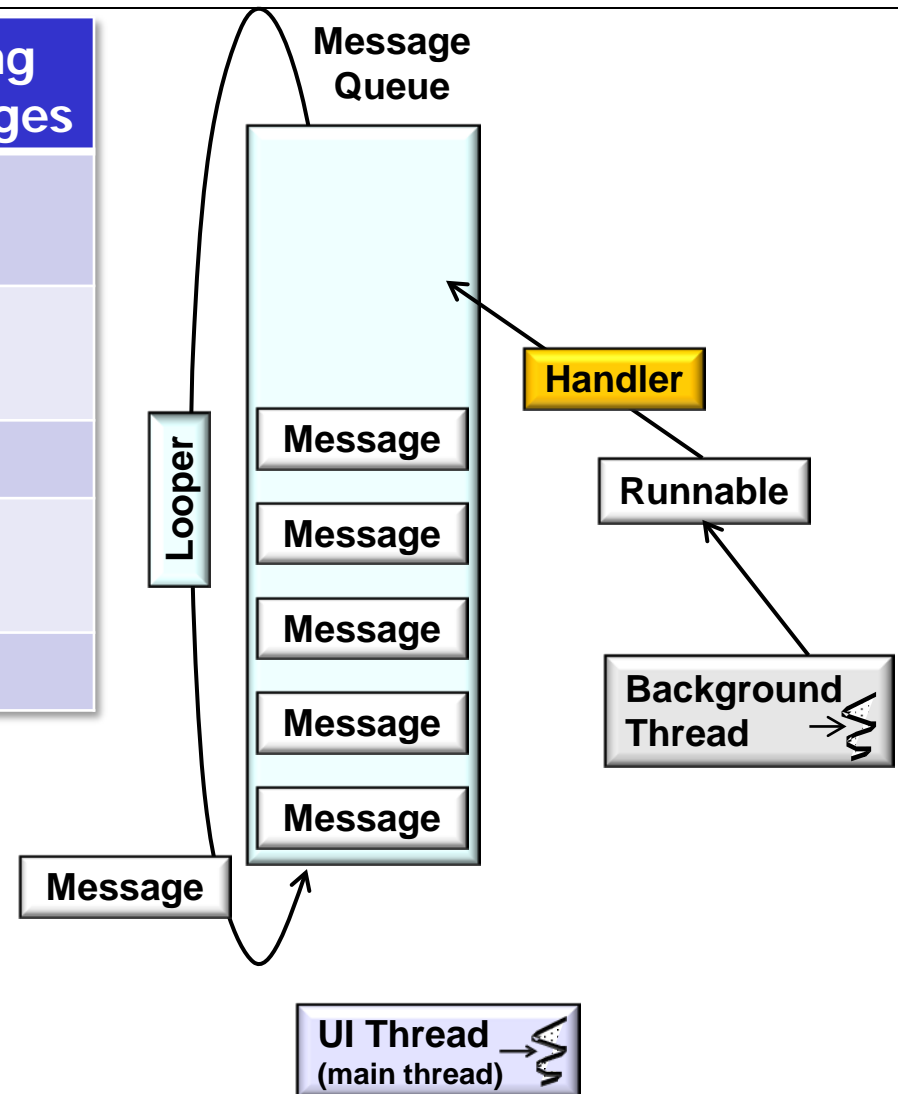 Message
Queue
Handler
Message
Looper
Runnable
Message
Message
Background
Thread
Message
Message
Message
UI Thread
(main thread)